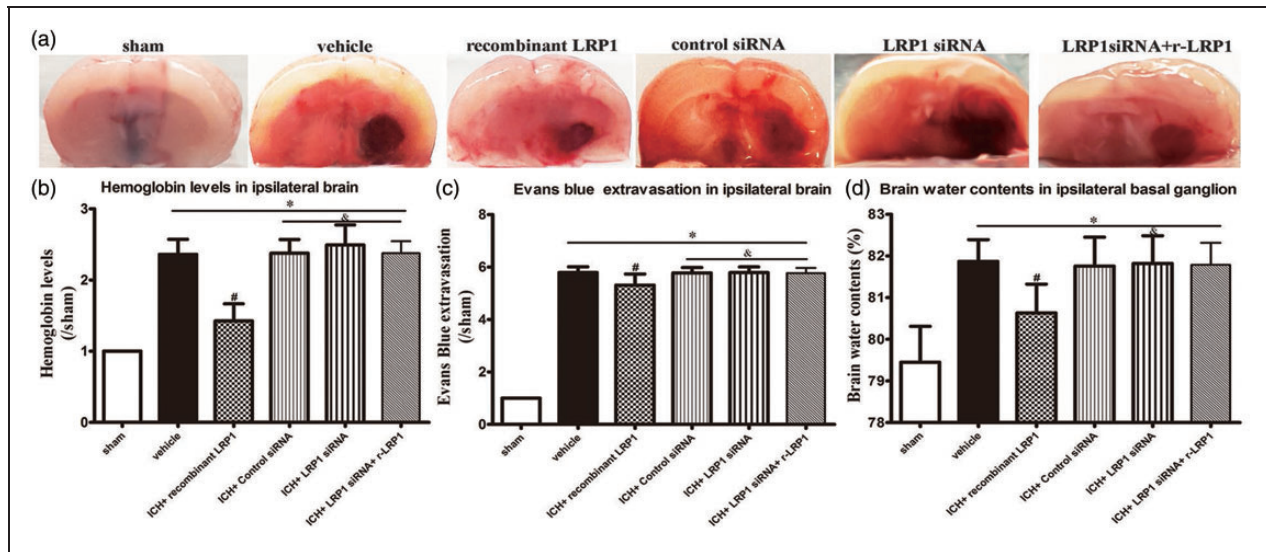 (a)
sham vehicle recombinant LRP1 control siRNA LRP1 siRNA LRP1siRNA+r-LRP1
(b) Hemoglobin levels in ipsilateral brain
Hemoglobin levels
(/sham)
3
2
1
0
*
&
#
sham
vehicle
ICH+ recombinant LRP1
ICH+ Control siRNA
ICH+ LRP1 siRNA
ICH+ LRP1 siRNA+ r-LRP1
(c) Evans blue extravasation in ipsilateral brain
Evans Blue extravasation
(/sham)
8
6
4
2
0
*
&
#
sham
vehicle
ICH+ recombinant LRP1
ICH+ Control siRNA
ICH+ LRP1 siRNA
ICH+ LRP1 siRNA+ r-LRP1
(d) Brain water contents in ipsilateral basal ganglion
Brain water contents (%)
83
82
81
80
79
78
*
&
#
sham
vehicle
ICH+ recombinant LRP1
ICH+ Control siRNA
ICH+ LRP1 siRNA
ICH+ LRP1 siRNA+ r-LRP1